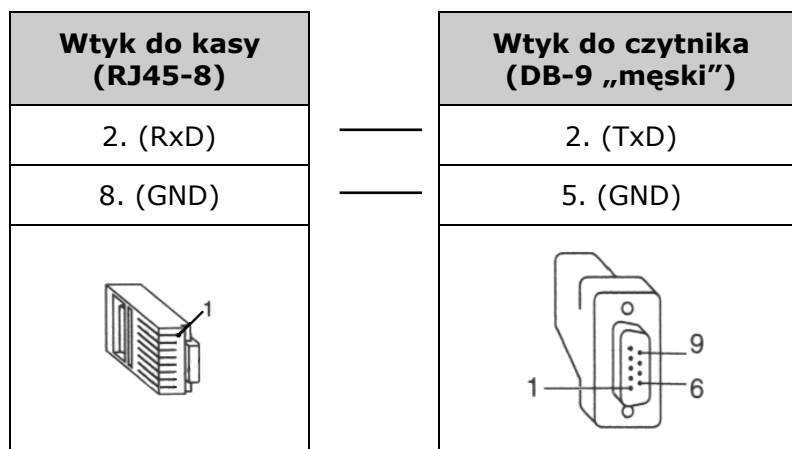 Wtyk do kasy
(RJ45-8)
Wtyk do czytnika
(DB-9 „męski”)
2. (RxD)
2. (TxD)
8. (GND)
5. (GND)
1
9
1
6